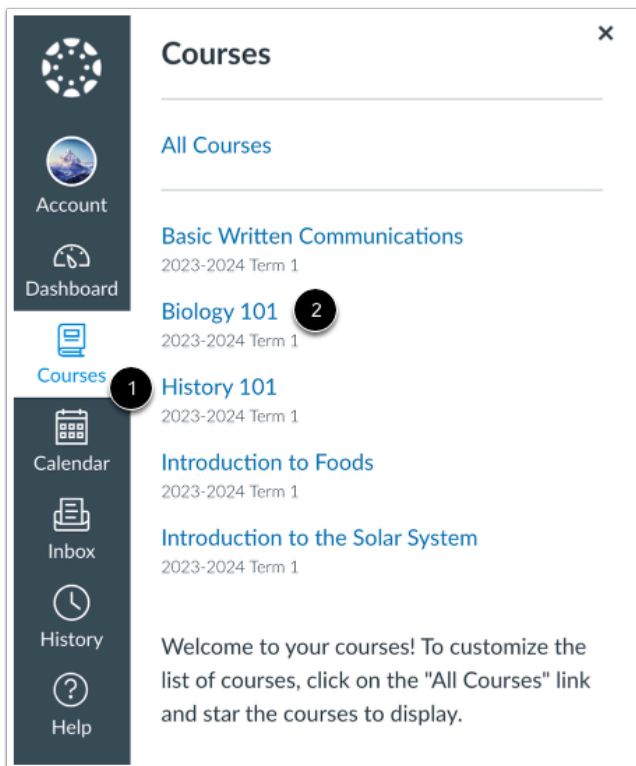 Account
Dashboard
Courses
1
Calendar
Inbox
History
Help
Courses
×
All Courses
Basic Written Communications
2023-2024 Term 1
Biology 101
2
2023-2024 Term 1
History 101
2023-2024 Term 1
Introduction to Foods
2023-2024 Term 1
Introduction to the Solar System
2023-2024 Term 1
Welcome to your courses! To customize the
list of courses, click on the "All Courses" link
and star the courses to display.